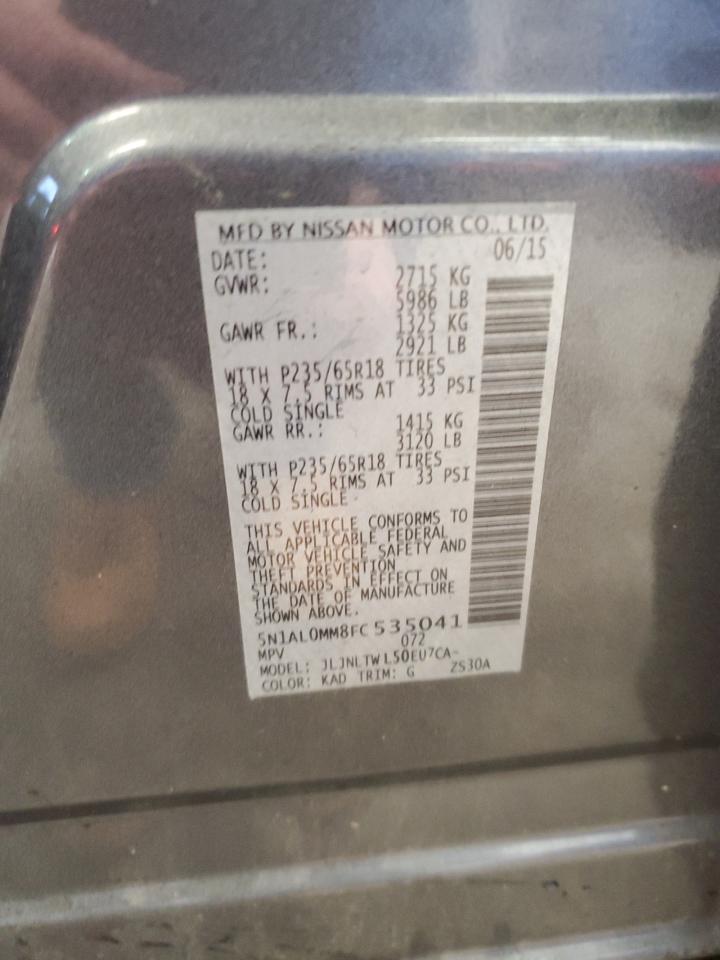 MFD BY NISSAN MOTOR CO., LTD.
DATE: 06/15
GVWR: 2715 KG
5986 LB
GAWR FR.: 1325 KG
2921 LB
WITH P235/65R18 TIRES
18 X 7.5 RIMS AT 33 PSI
COLD SINGLE
GAWR RR.: 1415 KG
3120 LB
WITH P235/65R18 TIRES
18 X 7.5 RIMS AT 33 PSI
COLD SINGLE
THIS VEHICLE CONFORMS TO
ALL APPLICABLE FEDERAL
MOTOR VEHICLE SAFETY AND
THEFT PREVENTION
STANDARDS IN EFFECT ON
THE DATE OF MANUFACTURE
SHOWN ABOVE.
5N1AL0MM8FC535041
MPV 072
MODEL: JLJNLTWL50EU7CA-
COLOR: KAD TRIM: G ZS30A